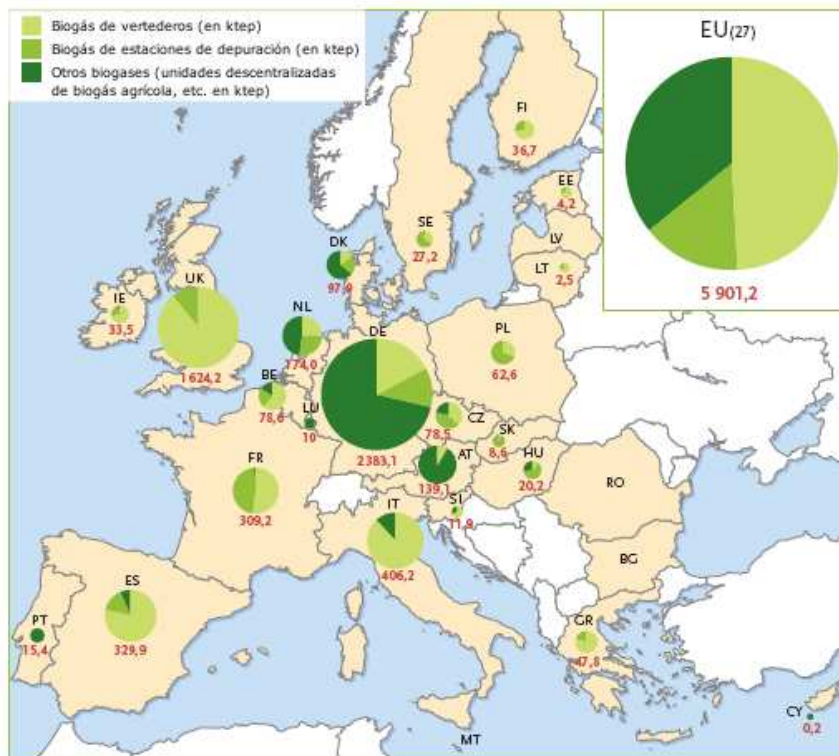 Biogás de vertederos (en ktep)
Biogás de estaciones de depuración (en ktep)
Otros biogases (unidades descentralizadas
de biogás agrícola, etc. en ktep)
EU(27)
5 901,2
FI
36,7
EE
4,2
SE
27,2
LV
LT
2,5
DK
97,9
UK
1 624,2
IE
33,5
NL
174,0
DE
2 383,1
PL
62,6
BE
78,6
LU
10
CZ
78,5
SK
8,6
FR
309,2
AT
139,1
HU
20,2
RO
SI
11,9
IT
406,2
BG
ES
329,9
PT
15,4
GR
47,8
CY
0,2
MT